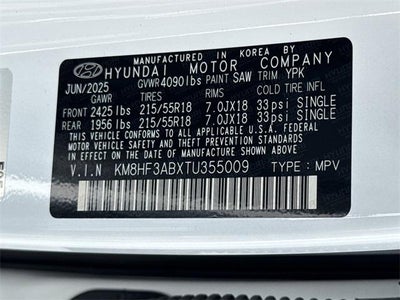 MANUFACTURED IN KOREA BY
HYUNDAI MOTOR COMPANY
JUN/2025 GVWR4090lbs PAINT SAW TRIM YPK
GAWR TIRES RIMS COLD TIRE INFL
FRONT 2425lbs 215/55R18 7.0JX18 33psi SINGLE
REAR 1956lbs 215/55R18 7.0JX18 33psi SINGLE
THIS VEHICLE CONFORMS TO ALL APPLICABLE U.S. FEDERAL
MOTOR VEHICLE SAFETY, BUMPER, AND THEFT PREVENTION
STANDARDS IN EFFECT ON THE DATE OF MANUFACTURE SHOWN ABOVE.
V.I.N KM8HF3ABXTU355009 TYPE : MPV